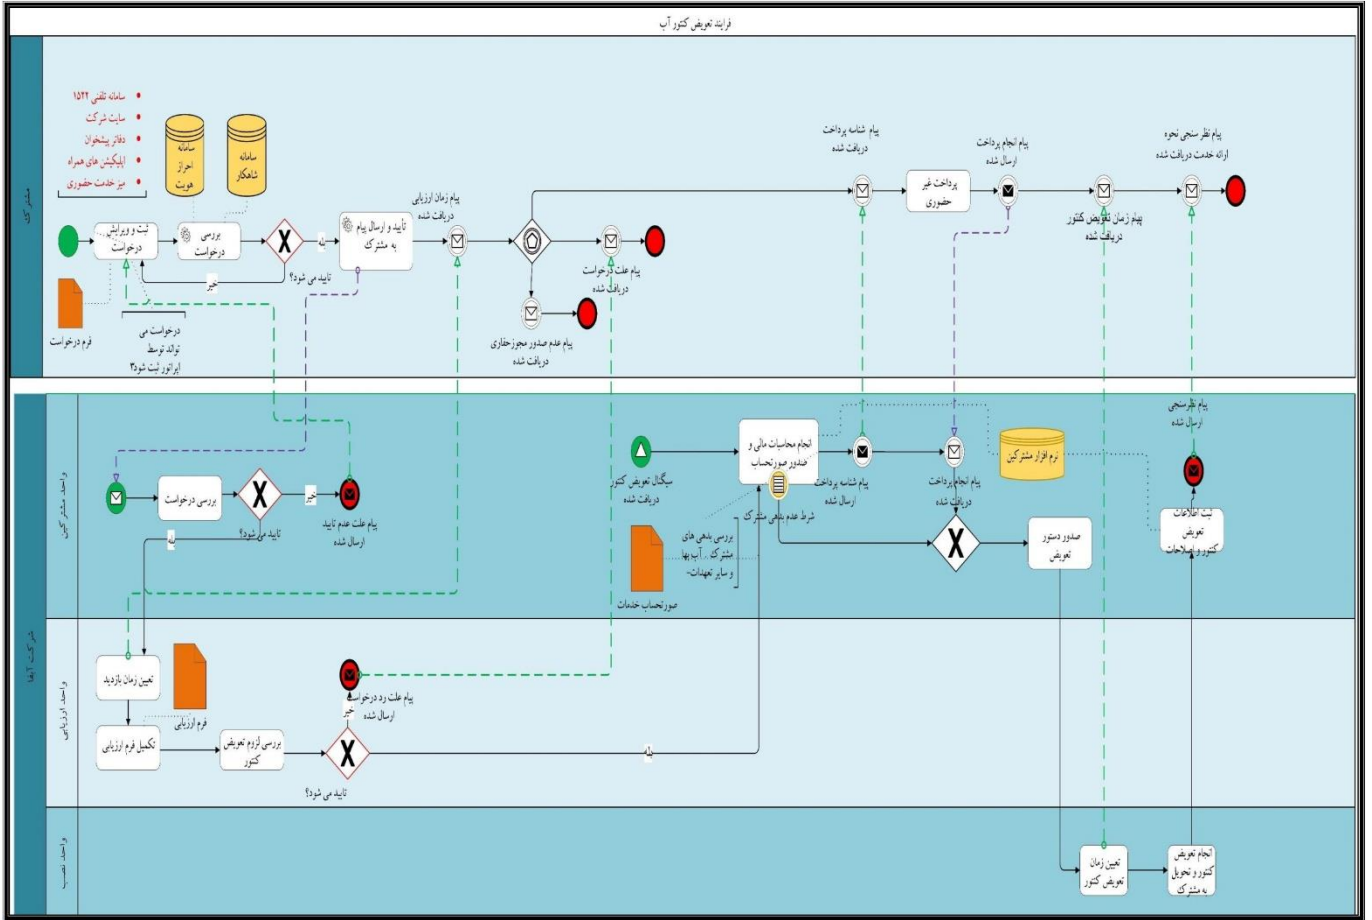 فرایند تعویض کنتور آب
مشترک
سامانه تلفنی ۱۵۲۲
سایت شرکت
دفاتر پیشخوان
اپلیکیشن های همراه
میز خدمت حضوری
سامانه
احراز
هویت
سامانه
شاهکار
ثبت و ویرایش
درخواست
بررسی
درخواست
تایید می شود؟
بله
خیر
تأیید و ارسال پیام
به مشترک
پیام زمان ارزیابی
دریافت شده
فرم درخواست
درخواست می
تواند توسط
اپراتور ثبت شود۳
پیام علت درخواست
دریافت شده
پیام عدم صدور مجوزحفاری
دریافت شده
پیام شناسه پرداخت
دریافت شده
پرداخت غیر
حضوری
پیام انجام پرداخت
ارسال شده
پیام زمان تعویض کنتور
دریافت شده
پیام نظر سنجی نحوه
ارائه خدمت دریافت شده
شرکت آبفا
واحد مشترکین
بررسی درخواست
تایید می شود؟
خیر
بله
پیام علت عدم تایید
ارسال شده
سیگنال تعویض کنتور
دریافت شده
انجام محاسبات مالی و
صدور صورتحساب
شرط عدم بدهی مشترک
بررسی بدهی های
مشترک . آب بها
و سایر تعهدات-
صورتحساب خدمات
پیام شناسه پرداخت
ارسال شده
پیام انجام پرداخت
دریافت شده
نرم افزار مشترکین
صدور دستور
تعویض
پیام نظرسنجی
ارسال شده
ثبت اطلاعات
تعویض
کنتور و اصلاحات
واحد ارزیابی
تعیین زمان بازدید
فرم ارزیابی
تکمیل فرم ارزیابی
بررسی لزوم تعویض
کنتور
تایید می شود؟
خیر
پیام علت رد درخواست
ارسال شده
بله
واحد نصب
تعیین زمان
تعویض کنتور
انجام تعویض
کنتور و تحویل
به مشترک